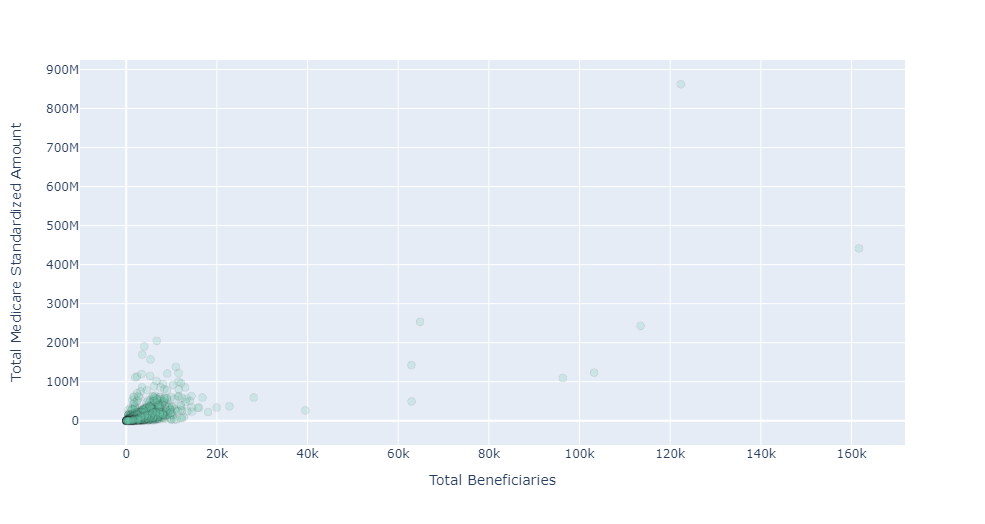 900M
800M
700M
600M
500M
400M
300M
200M
100M
0
Total Medicare Standardized Amount
0 20k 40k 60k 80k 100k 120k 140k 160k
Total Beneficiaries